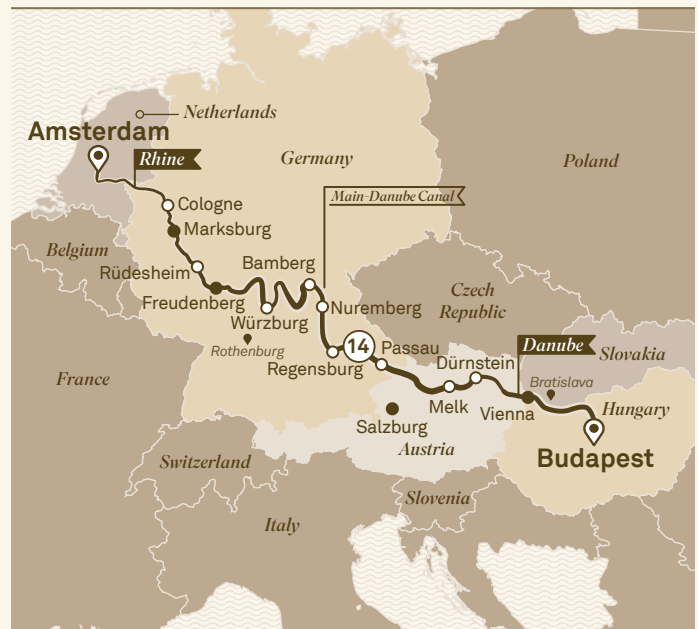 Netherlands
Amsterdam
Rhine
Germany
Poland
Main-Danube Canal
Cologne
Marksburg
Belgium
Rüdesheim
Bamberg
Freudenberg
Czech
Republic
Nuremberg
Würzburg
Rothenburg
14
Passau
Regensburg
Dürnstein
Danube
Slovakia
France
Bratislava
Melk
Vienna
Hungary
Salzburg
Austria
Budapest
Switzerland
Slovenia
Italy